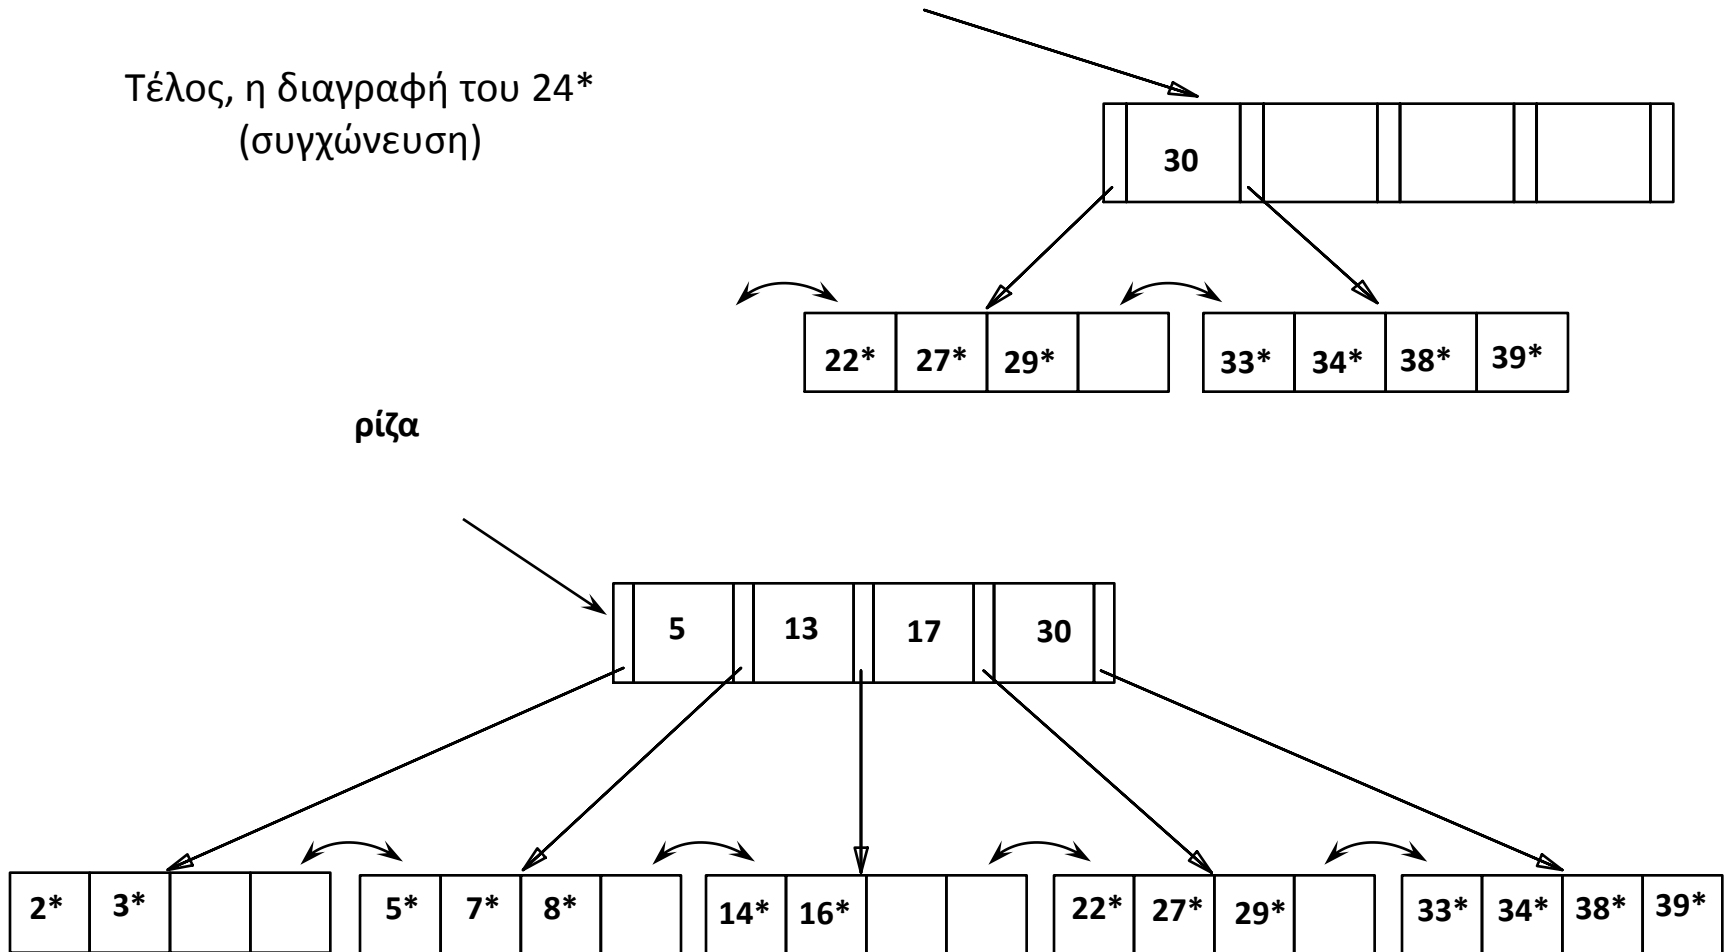 Τέλος, η διαγραφή του 24*
(συγχώνευση)
30
22* 27* 29* 33* 34* 38* 39*
ρίζα
5 13 17 30
2* 3* 5* 7* 8* 14* 16* 22* 27* 29* 33* 34* 38* 39*